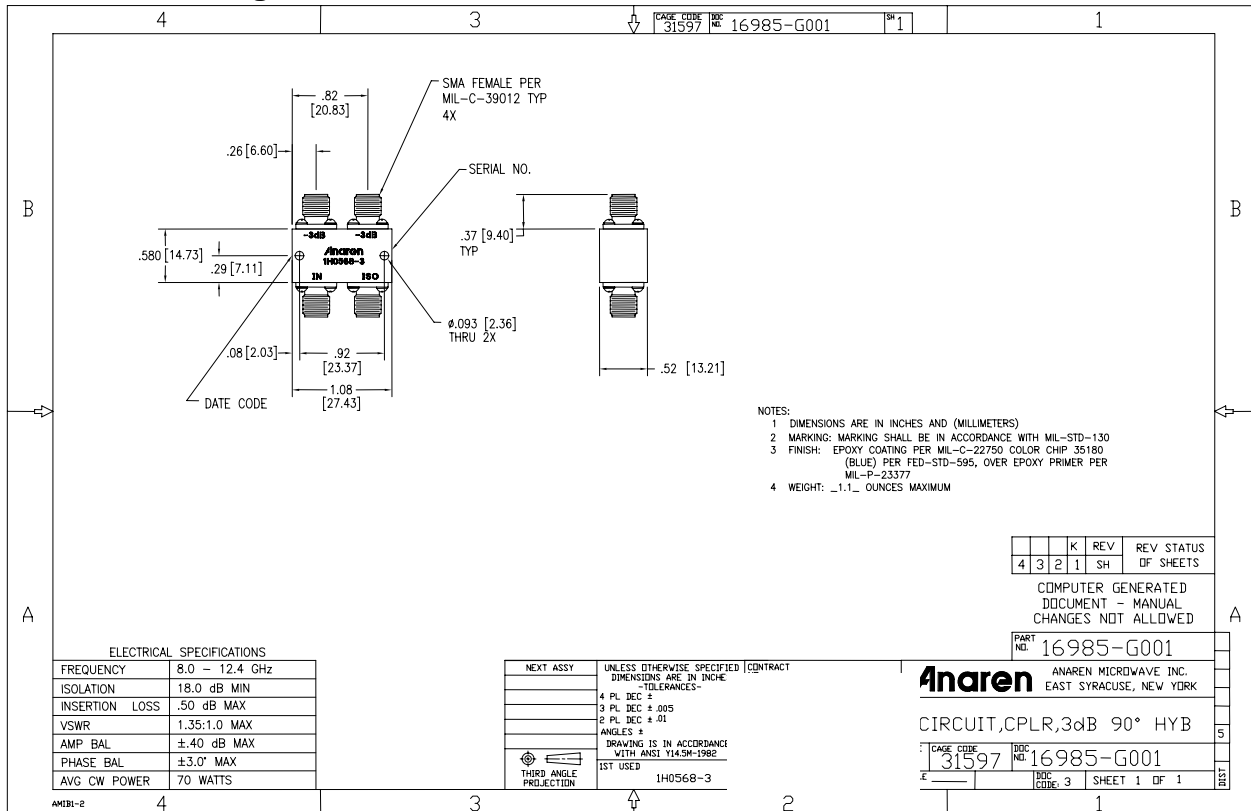 4
3
CAGE CODE 31597
DOC NO. 16985-G001
SH 1
1
SMA FEMALE PER
MIL-C-39012 TYP
4X
.82
[20.83]
.26 [6.60]
SERIAL NO.
B
B
-3dB -3dB
Anaren
1H0568-3
IN ISO
.580 [14.73]
.29 [7.11]
.37 [9.40]
TYP
Ø.093 [2.36]
THRU 2X
.08 [2.03]
.92
[23.37]
1.08
[27.43]
DATE CODE
.52 [13.21]
NOTES:
1 DIMENSIONS ARE IN INCHES AND (MILLIMETERS)
2 MARKING: MARKING SHALL BE IN ACCORDANCE WITH MIL-STD-130
3 FINISH: EPOXY COATING PER MIL-C-22750 COLOR CHIP 35180
(BLUE) PER FED-STD-595, OVER EPOXY PRIMER PER
MIL-P-23377
4 WEIGHT: _1.1_ OUNCES MAXIMUM
K REV REV STATUS
4 3 2 1 SH OF SHEETS
COMPUTER GENERATED
DOCUMENT - MANUAL
CHANGES NOT ALLOWED
A
A
PART NO. 16985-G001
ELECTRICAL SPECIFICATIONS
FREQUENCY 8.0 - 12.4 GHz
ISOLATION 18.0 dB MIN
INSERTION LOSS .50 dB MAX
VSWR 1.35:1.0 MAX
AMP BAL ±.40 dB MAX
PHASE BAL ±3.0° MAX
AVG CW POWER 70 WATTS
NEXT ASSY
UNLESS OTHERWISE SPECIFIED
DIMENSIONS ARE IN INCHE
-TOLERANCES-
4 PL DEC ±
3 PL DEC ± .005
2 PL DEC ± .01
ANGLES ±
DRAWING IS IN ACCORDANCE
WITH ANSI Y14.5M-1982
THIRD ANGLE
PROJECTION
1ST USED
1H0568-3
CONTRACT
Anaren
ANAREN MICROWAVE INC.
EAST SYRACUSE, NEW YORK
CIRCUIT,CPLR,3dB 90° HYB
CAGE CODE 31597
DOC NO. 16985-G001
DOC CODE: 3
SHEET 1 OF 1
5
DIST
AMIB1-2
4
3
2
1